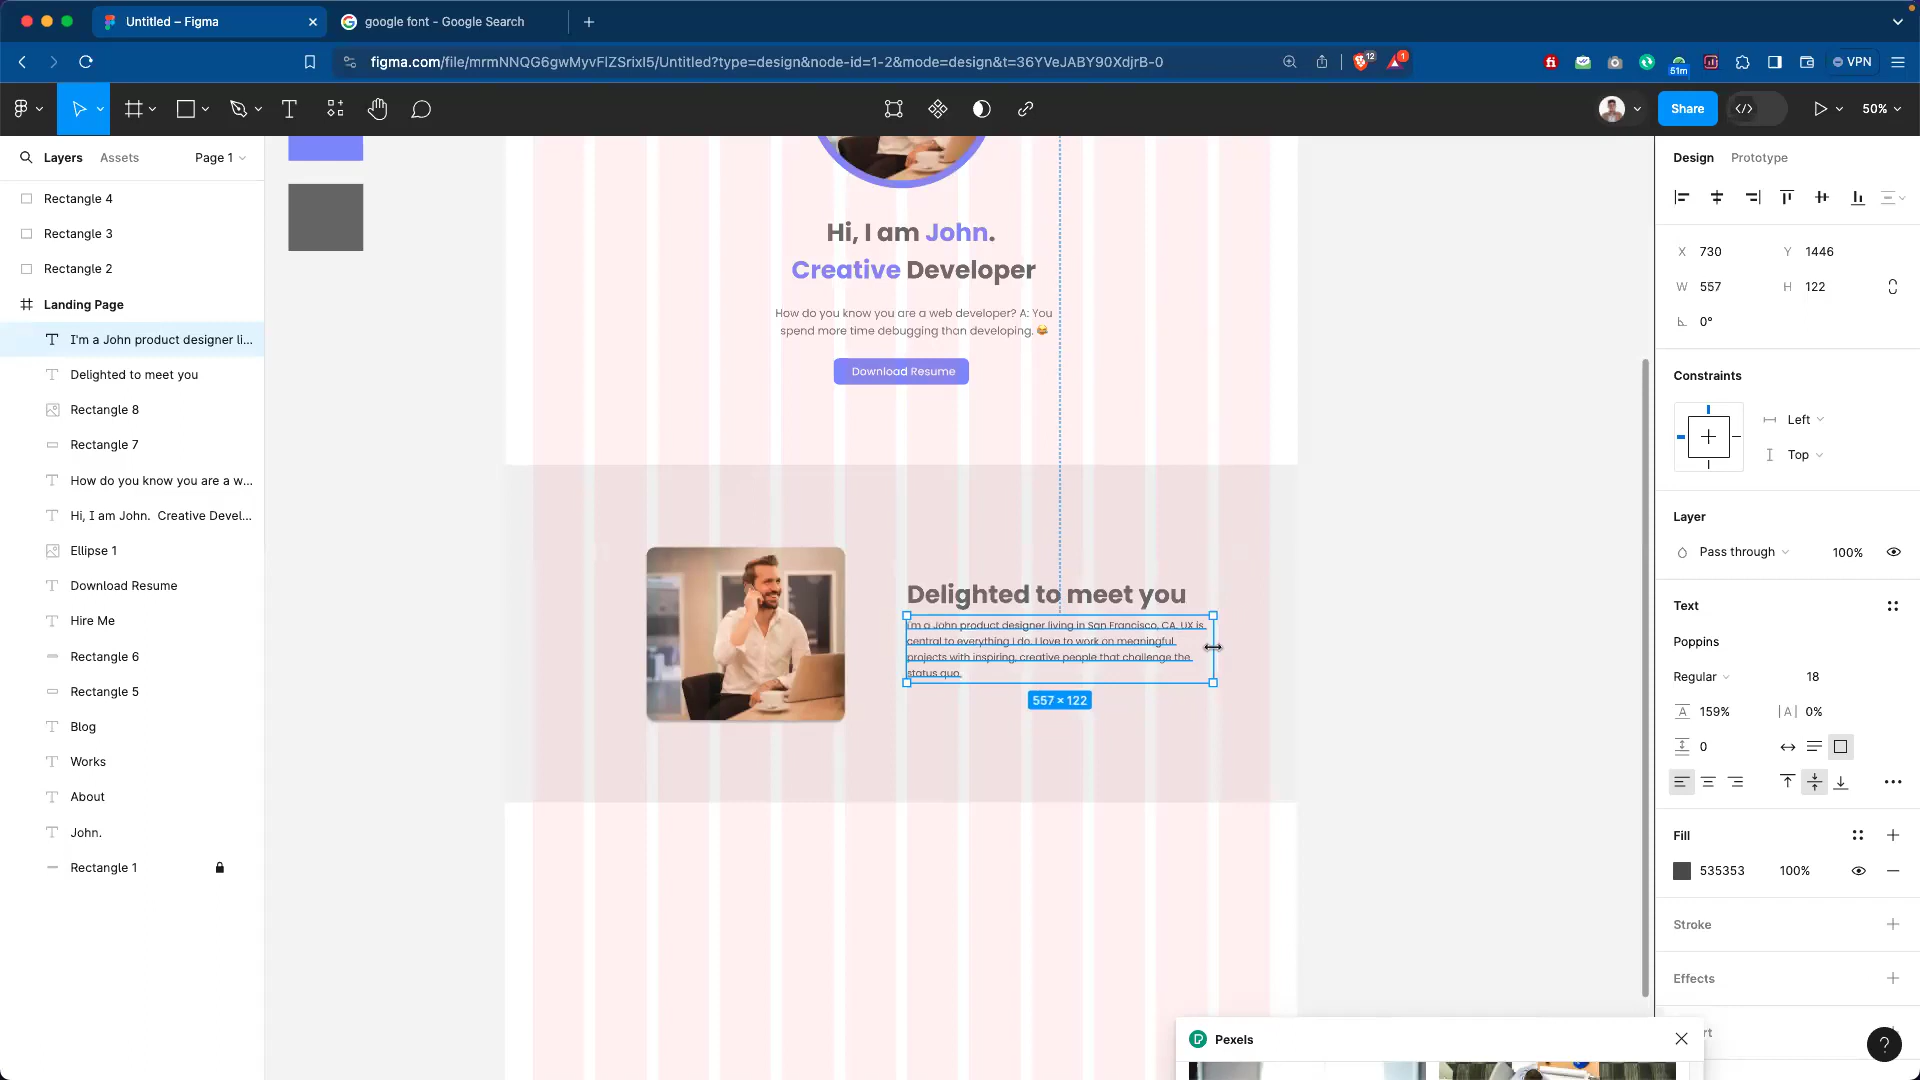 Untitled – Figma
google font - Google Search
figma.com/file/mrmNNQG6gwMyvFlZSrixl5/Untitled?type=design&node-id=1-2&mode=design&t=36YVeJABY90XdjrB-0
12
1
fi
51m
VPN
Share
50%
Layers
Assets
Page 1
Design
Prototype
Rectangle 4
Rectangle 3
Rectangle 2
Landing Page
I'm a John product designer li...
Delighted to meet you
Rectangle 8
Rectangle 7
How do you know you are a w...
Hi, I am John.  Creative Devel...
Ellipse 1
Download Resume
Hire Me
Rectangle 6
Rectangle 5
Blog
Works
About
John.
Rectangle 1
Hi, I am John.
Creative Developer
How do you know you are a web developer? A: You
spend more time debugging than developing. 😂
Download Resume
Delighted to meet you
I'm a John product designer living in San Francisco, CA, UX is
central to everything I do. I love to work on meaningful
projects with inspiring, creative people that challenge the
status quo.
557 × 122
X 730
Y 1446
W 557
H 122
0°
Constraints
Left
Top
Layer
Pass through
100%
Text
Poppins
Regular
18
159%
|A| 0%
0
Fill
535353
100%
Stroke
Effects
rt
Pexels
?